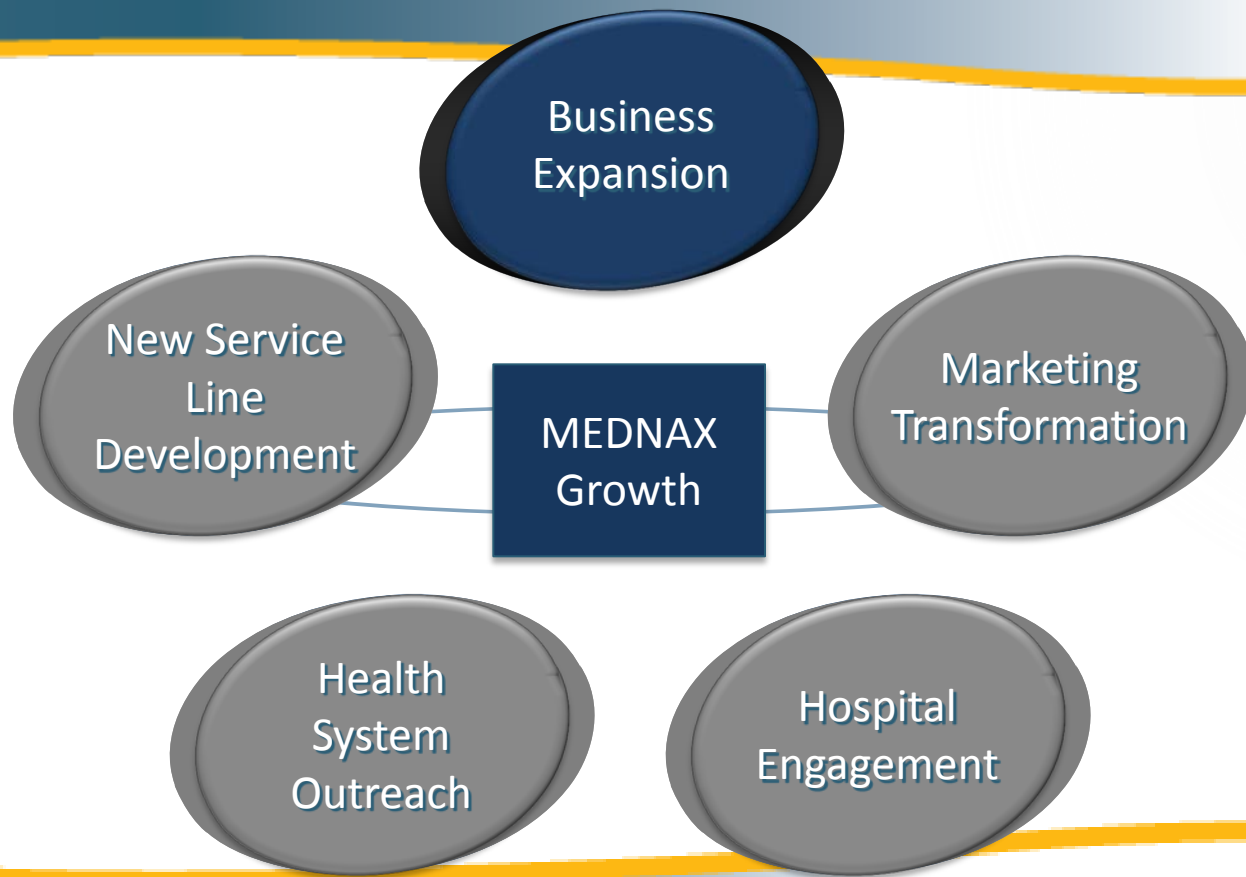 Business
Expansion
New Service
Line
Development
MEDNAX
Growth
Marketing
Transformation
Health
System
Outreach
Hospital
Engagement